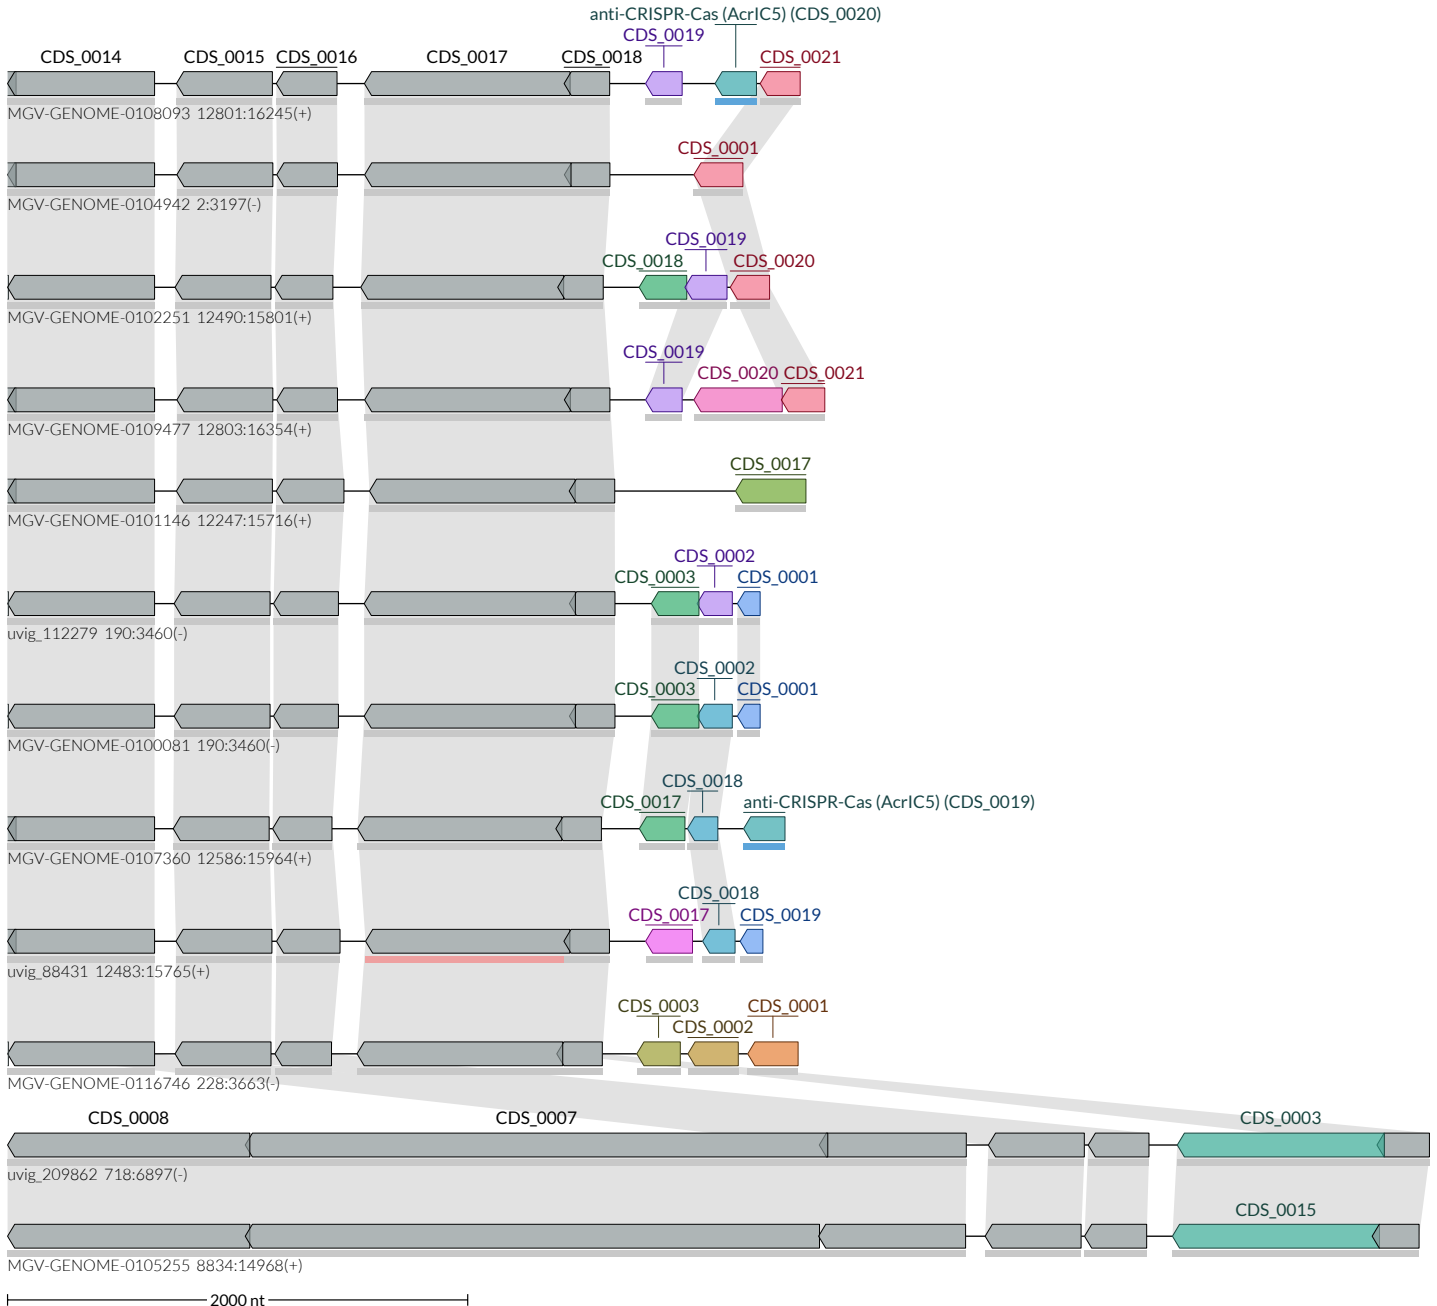 anti-CRISPR-Cas (AcrIC5) (CDS_0020)
CDS_0019
CDS_0014 CDS_0015 CDS_0016 CDS_0017 CDS_0018 CDS_0021
MGV-GENOME-0108093 12801:16245(+)
CDS_0001
MGV-GENOME-0104942 2:3197(-)
CDS_0019
CDS_0018 CDS_0020
MGV-GENOME-0102251 12490:15801(+)
CDS_0019
CDS_0020 CDS_0021
MGV-GENOME-0109477 12803:16354(+)
CDS_0017
MGV-GENOME-0101146 12247:15716(+)
CDS_0002
CDS_0003 CDS_0001
uvig_112279 190:3460(-)
CDS_0002
CDS_0003 CDS_0001
MGV-GENOME-0100081 190:3460(-)
CDS_0018
CDS_0017 anti-CRISPR-Cas (AcrIC5) (CDS_0019)
MGV-GENOME-0107360 12586:15964(+)
CDS_0018
CDS_0017 CDS_0019
uvig_88431 12483:15765(+)
CDS_0003 CDS_0001
CDS_0002
MGV-GENOME-0116746 228:3663(-)
CDS_0008 CDS_0007 CDS_0003
uvig_209862 718:6897(-)
CDS_0015
MGV-GENOME-0105255 8834:14968(+)
2000 nt